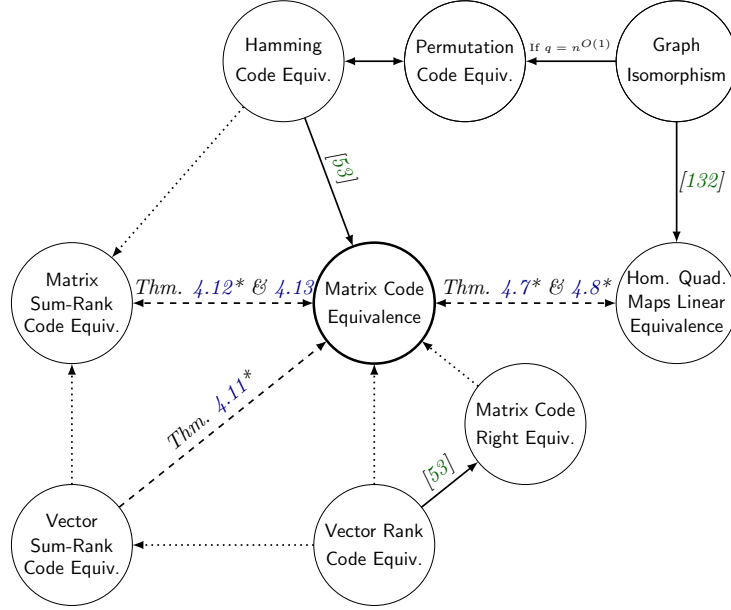 Hamming
Code Equiv.
Permutation
Code Equiv.
If q = n^{O(1)}
Graph
Isomorphism
[53]
[132]
Matrix
Sum-Rank
Code Equiv.
Thm. 4.12* & 4.13
Matrix Code
Equivalence
Thm. 4.7* & 4.8*
Hom. Quad.
Maps Linear
Equivalence
Thm. 4.11*
Matrix Code
Right Equiv.
[53]
Vector
Sum-Rank
Code Equiv.
Vector Rank
Code Equiv.